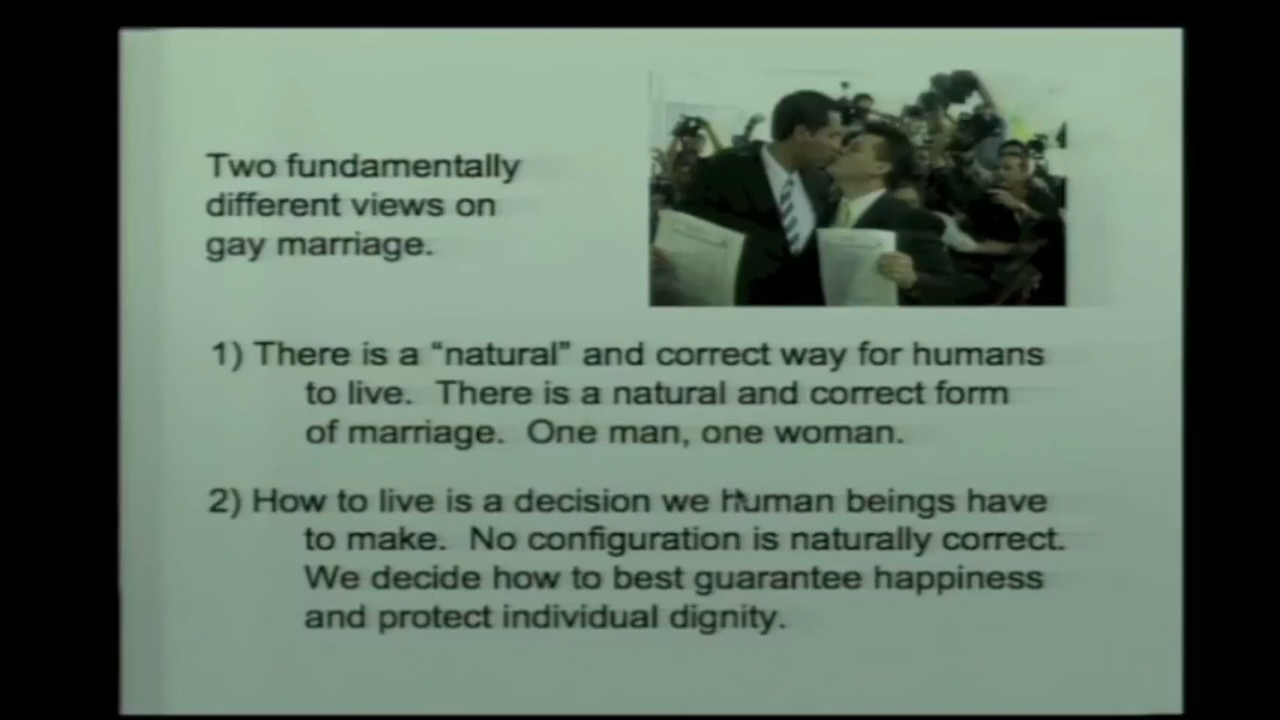 Two fundamentally
different views on
gay marriage.
1) There is a “natural” and correct way for humans
to live.  There is a natural and correct form
of marriage.  One man, one woman.
2) How to live is a decision we human beings have
to make.  No configuration is naturally correct.
We decide how to best guarantee happiness
and protect individual dignity.